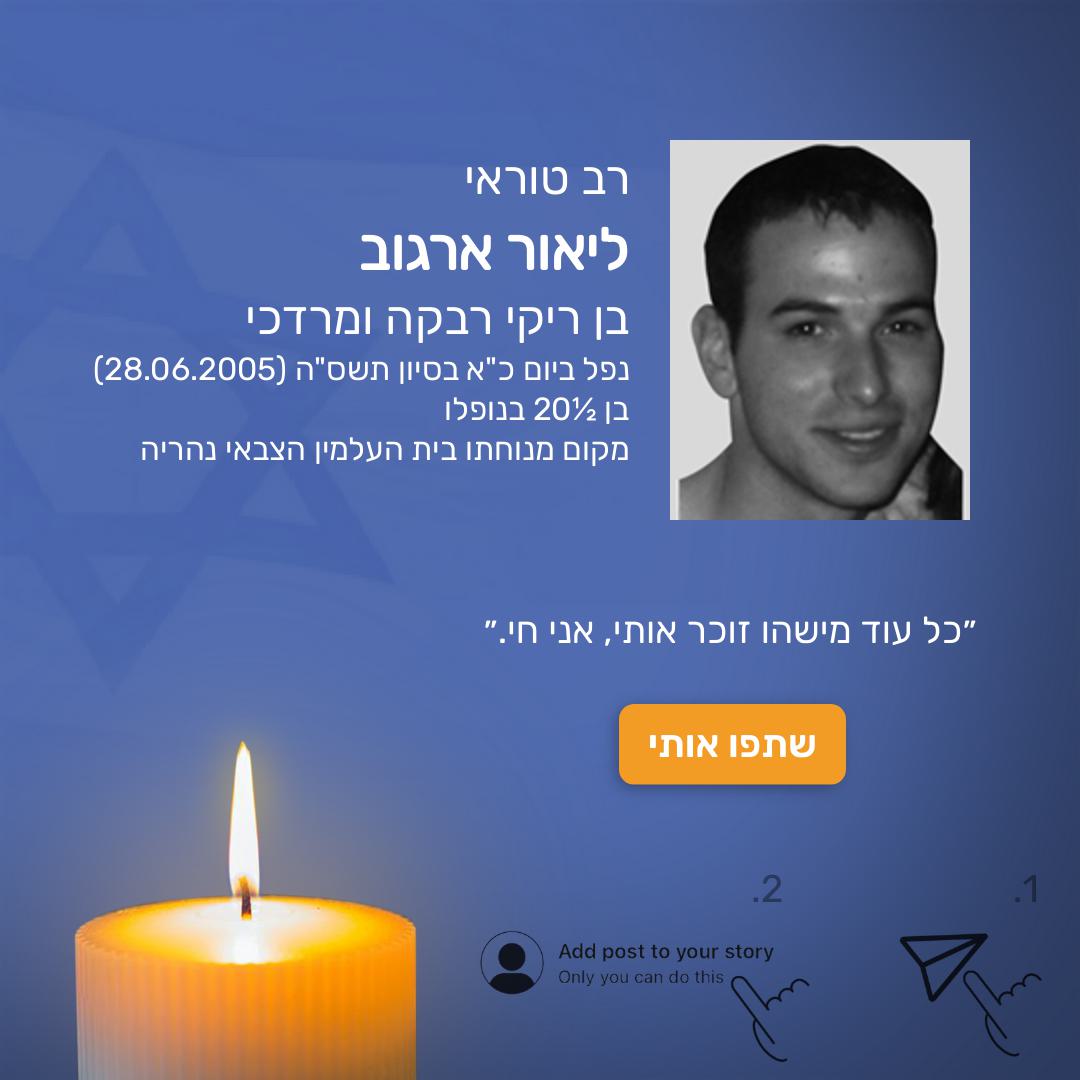 רב טוראי
ליאור ארגוב
בן ריקי רבקה ומרדכי
נפל ביום כ"א בסיון תשס"ה (28.06.2005)
בן 20½ בנופלו
מקום מנוחתו בית העלמין הצבאי נהריה
״כל עוד מישהו זוכר אותי, אני חי.״
שתפו אותי
1.
2.
Add post to your story
Only you can do this